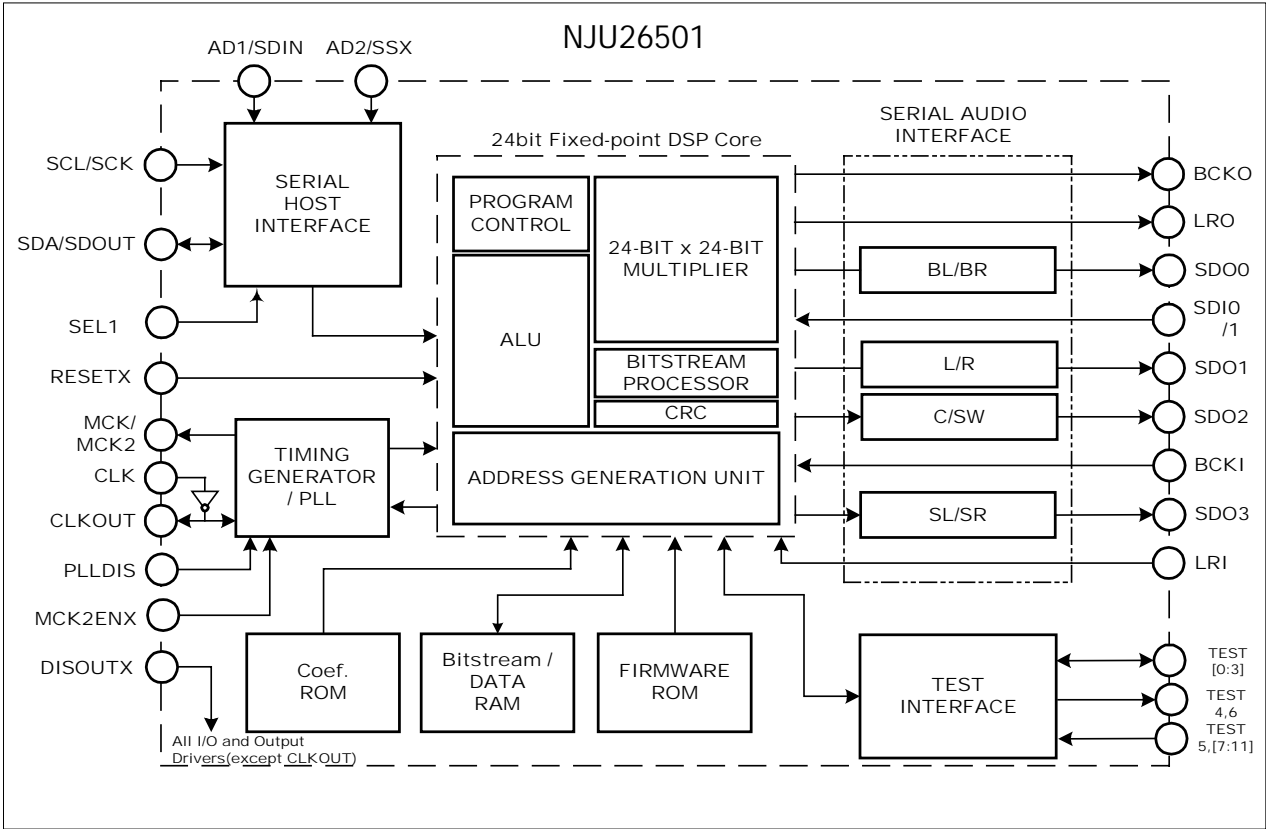 NJU26501
AD1/SDIN
AD2/SSX
SERIAL AUDIO
INTERFACE
24bit Fixed-point DSP Core
SCL/SCK
SDA/SDOUT
SEL1
RESETX
MCK/
MCK2
CLK
CLKOUT
PLLDIS
MCK2ENX
DISOUTX
SERIAL
HOST
INTERFACE
TIMING
GENERATOR
/ PLL
PROGRAM
CONTROL
24-BIT x 24-BIT
MULTIPLIER
ALU
BITSTREAM
PROCESSOR
CRC
ADDRESS GENERATION UNIT
BL/BR
L/R
C/SW
SL/SR
BCKO
LRO
SDO0
SDI0
/1
SDO1
SDO2
BCKI
SDO3
LRI
Coef.
ROM
Bitstream /
DATA
RAM
FIRMWARE
ROM
TEST
INTERFACE
TEST
[0:3]
TEST
4,6
TEST
5,[7:11]
All I/O and Output
Drivers(except CLKOUT)